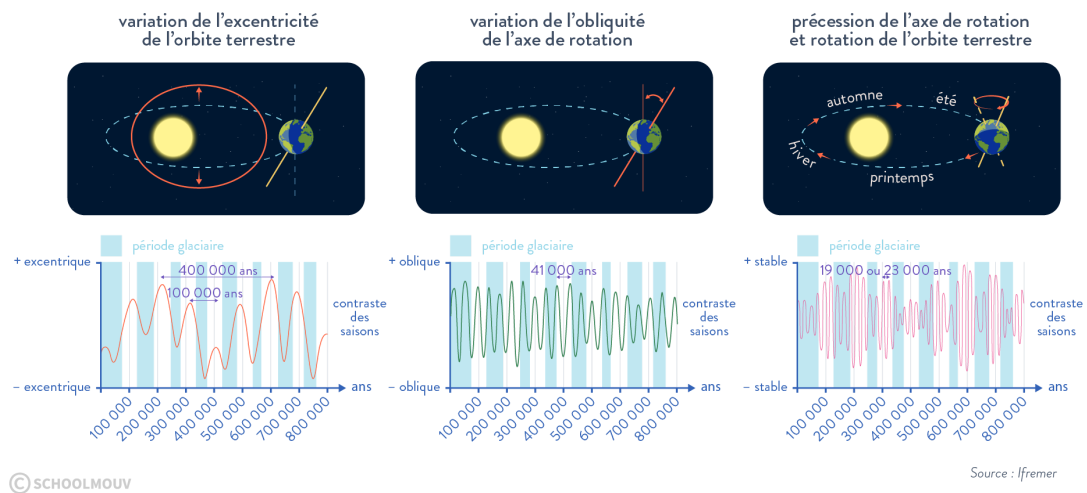 variation de l'excentricité
de l'orbite terrestre
variation de l'obliquité
de l'axe de rotation
précession de l'axe de rotation
et rotation de l'orbite terrestre
automne
été
hiver
printemps
période glaciaire
+ excentrique
400 000 ans
100 000 ans
contraste
des
saisons
– excentrique
ans
100 000
200 000
300 000
400 000
500 000
600 000
700 000
800 000
période glaciaire
+ oblique
41 000 ans
contraste
des
saisons
– oblique
ans
100 000
200 000
300 000
400 000
500 000
600 000
700 000
800 000
période glaciaire
+ stable
19 000 ou 23 000 ans
contraste
des
saisons
– stable
ans
100 000
200 000
300 000
400 000
500 000
600 000
700 000
800 000
Source : Ifremer
© SCHOOLMOUV